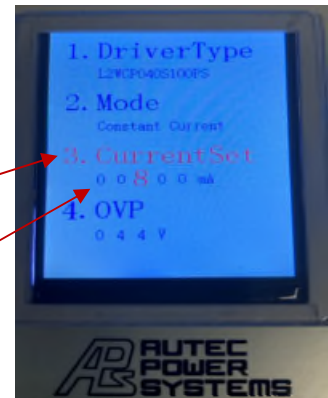 1. DriverType
L2WCP040S100PS
2. Mode
Constant Current
3. CurrentSet
0 0 8 0 0 mA
4. OVP
0 4 4 V
APS AUTEC
POWER
SYSTEMS